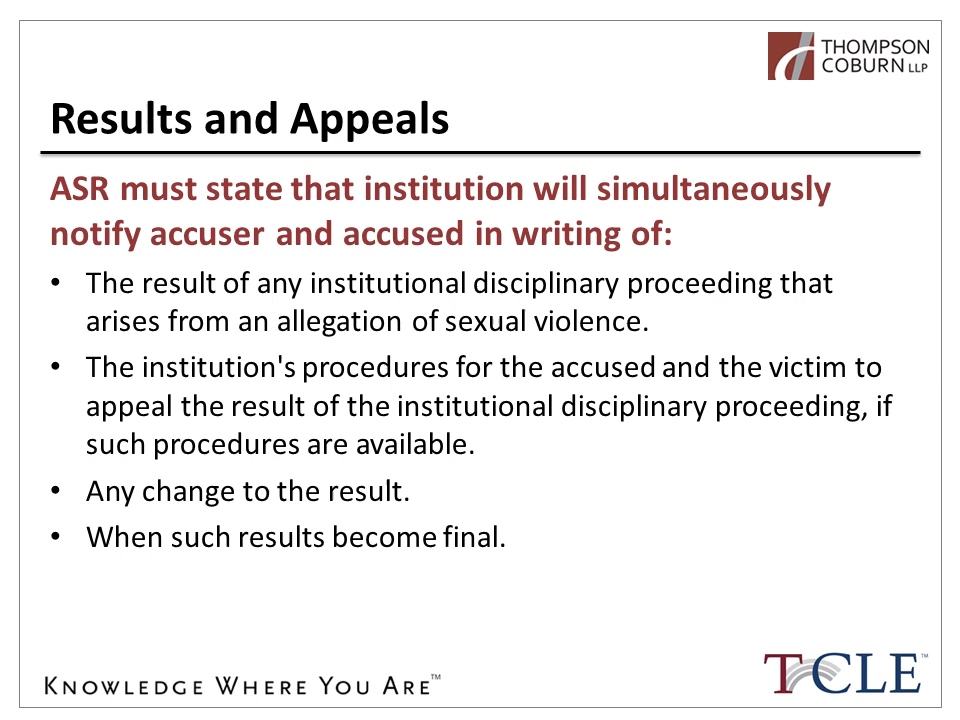 THOMPSON
COBURN LLP
Results and Appeals
ASR must state that institution will simultaneously
notify accuser and accused in writing of:
• The result of any institutional disciplinary proceeding that
arises from an allegation of sexual violence.
• The institution's procedures for the accused and the victim to
appeal the result of the institutional disciplinary proceeding, if
such procedures are available.
• Any change to the result.
• When such results become final.
KNOWLEDGE WHERE YOU ARE™
TCLE™